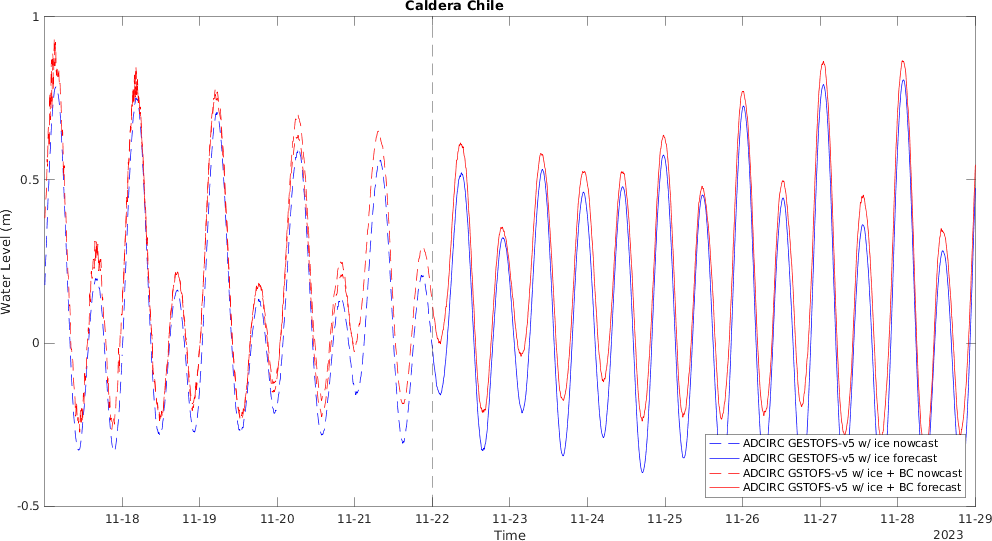 Caldera Chile
Water Level (m)
1
0.5
0
-0.5
11-18 11-19 11-20 11-21 11-22 11-23 11-24 11-25 11-26 11-27 11-28 11-29
Time
2023
ADCIRC GESTOFS-v5 w/ ice nowcast
ADCIRC GESTOFS-v5 w/ ice forecast
ADCIRC GSTOFS-v5 w/ ice + BC nowcast
ADCIRC GSTOFS-v5 w/ ice + BC forecast